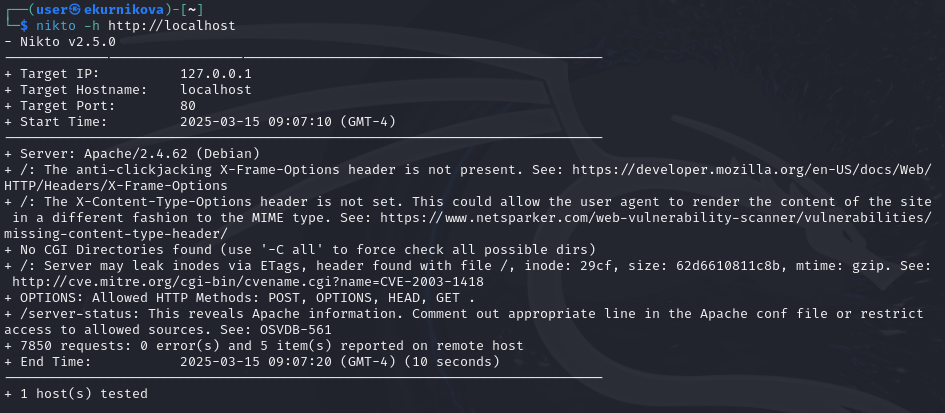 ┌──(user㉿ekurnikova)-[~]
└─$ nikto -h http://localhost
- Nikto v2.5.0
---------------------------------------------------------------------------
+ Target IP:          127.0.0.1
+ Target Hostname:    localhost
+ Target Port:        80
+ Start Time:         2025-03-15 09:07:10 (GMT-4)
---------------------------------------------------------------------------
+ Server: Apache/2.4.62 (Debian)
+ /: The anti-clickjacking X-Frame-Options header is not present. See: https://developer.mozilla.org/en-US/docs/Web/
HTTP/Headers/X-Frame-Options
+ /: The X-Content-Type-Options header is not set. This could allow the user agent to render the content of the site
 in a different fashion to the MIME type. See: https://www.netsparker.com/web-vulnerability-scanner/vulnerabilities/
missing-content-type-header/
+ No CGI Directories found (use '-C all' to force check all possible dirs)
+ /: Server may leak inodes via ETags, header found with file /, inode: 29cf, size: 62d6610811c8b, mtime: gzip. See:
 http://cve.mitre.org/cgi-bin/cvename.cgi?name=CVE-2003-1418
+ OPTIONS: Allowed HTTP Methods: POST, OPTIONS, HEAD, GET .
+ /server-status: This reveals Apache information. Comment out appropriate line in the Apache conf file or restrict
access to allowed sources. See: OSVDB-561
+ 7850 requests: 0 error(s) and 5 item(s) reported on remote host
+ End Time:           2025-03-15 09:07:20 (GMT-4) (10 seconds)
---------------------------------------------------------------------------
+ 1 host(s) tested